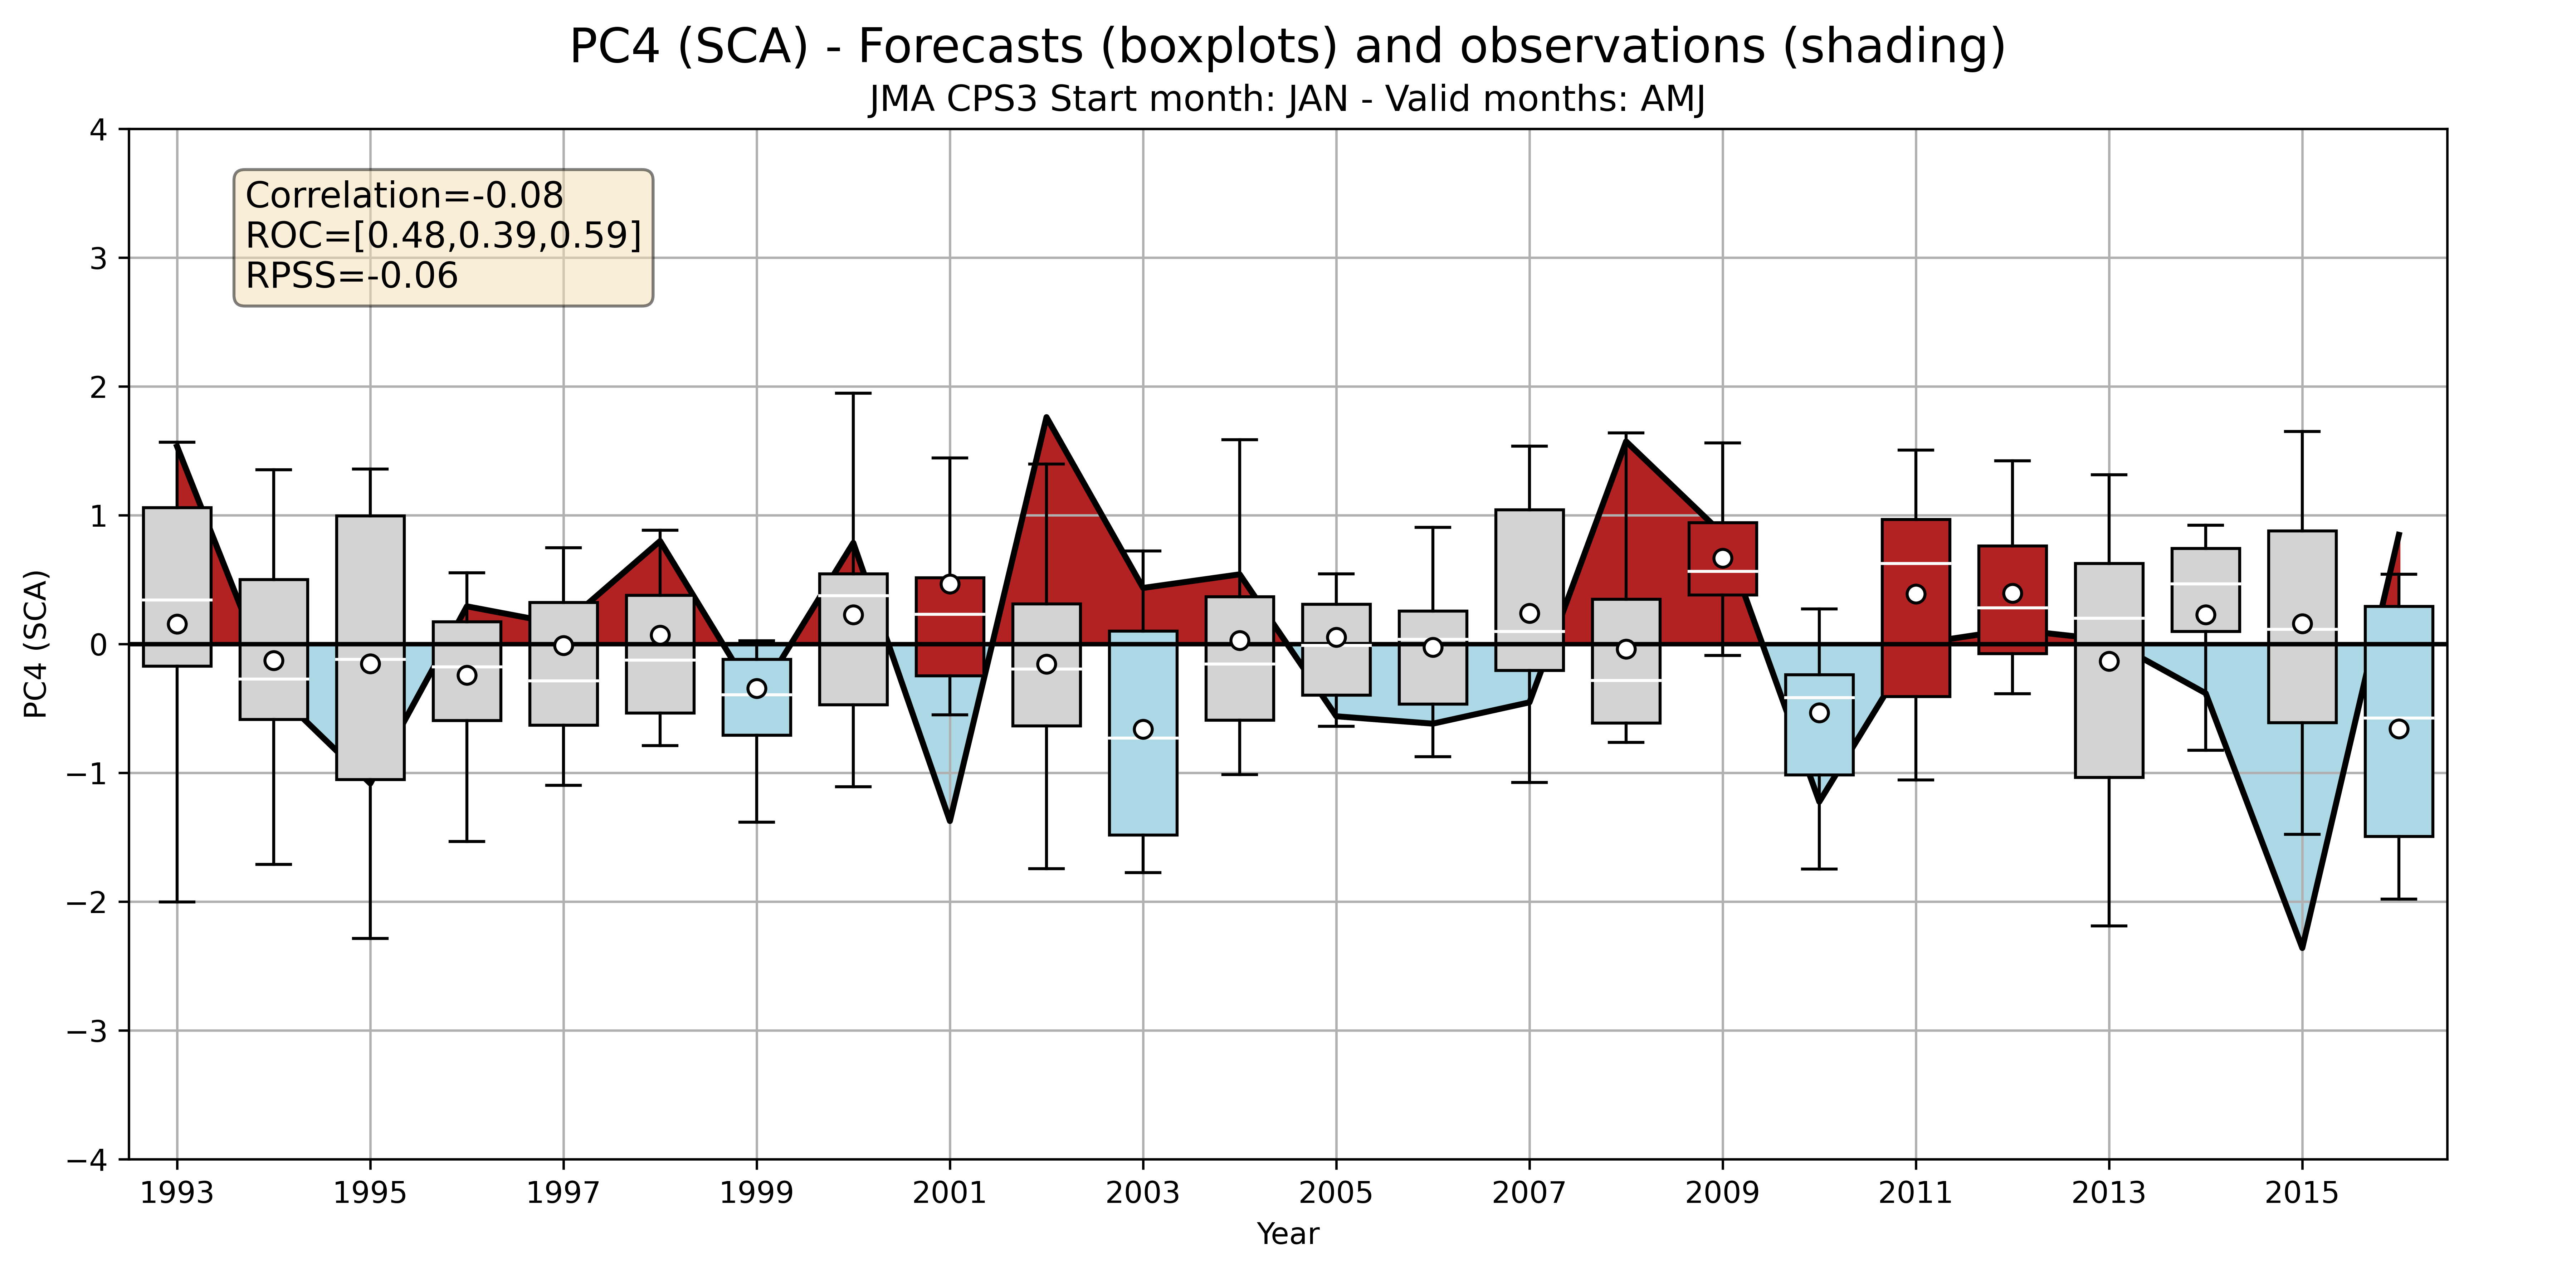 PC4 (SCA) - Forecasts (boxplots) and observations (shading)
JMA CPS3 Start month: JAN - Valid months: AMJ
Correlation=-0.08
ROC=[0.48,0.39,0.59]
RPSS=-0.06
PC4 (SCA)
4
3
2
1
0
−1
−2
−3
−4
1993 1995 1997 1999 2001 2003 2005 2007 2009 2011 2013 2015
Year